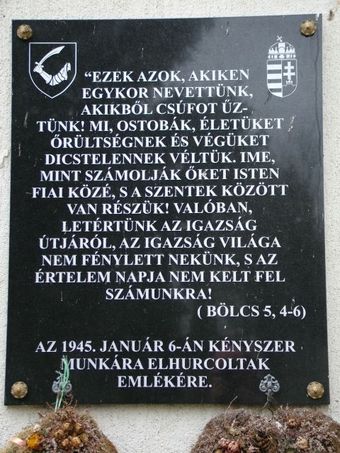 “EZEK AZOK, AKIKEN
EGYKOR NEVETTÜNK,
AKIKBŐL CSÚFOT ŰZ-
TÜNK! MI, OSTOBÁK, ÉLETÜKET
ŐRÜLTSÉGNEK ÉS VÉGÜKET
DICSTELENNEK VÉLTÜK. IME,
MINT SZÁMOLJÁK ŐKET ISTEN
FIAI KÖZÉ, S A SZENTEK KÖZÖTT
VAN RÉSZÜK! VALÓBAN,
LETÉRTÜNK AZ IGAZSÁG
ÚTJÁRÓL, AZ IGAZSÁG VILÁGA
NEM FÉNYLETT NEKÜNK, S AZ
ÉRTELEM NAPJA NEM KELT FEL
SZÁMUNKRA!
( BÖLCS 5, 4-6)
AZ 1945. JANUÁR 6-ÁN KÉNYSZER
MUNKÁRA ELHURCOLTAK
EMLÉKÉRE.